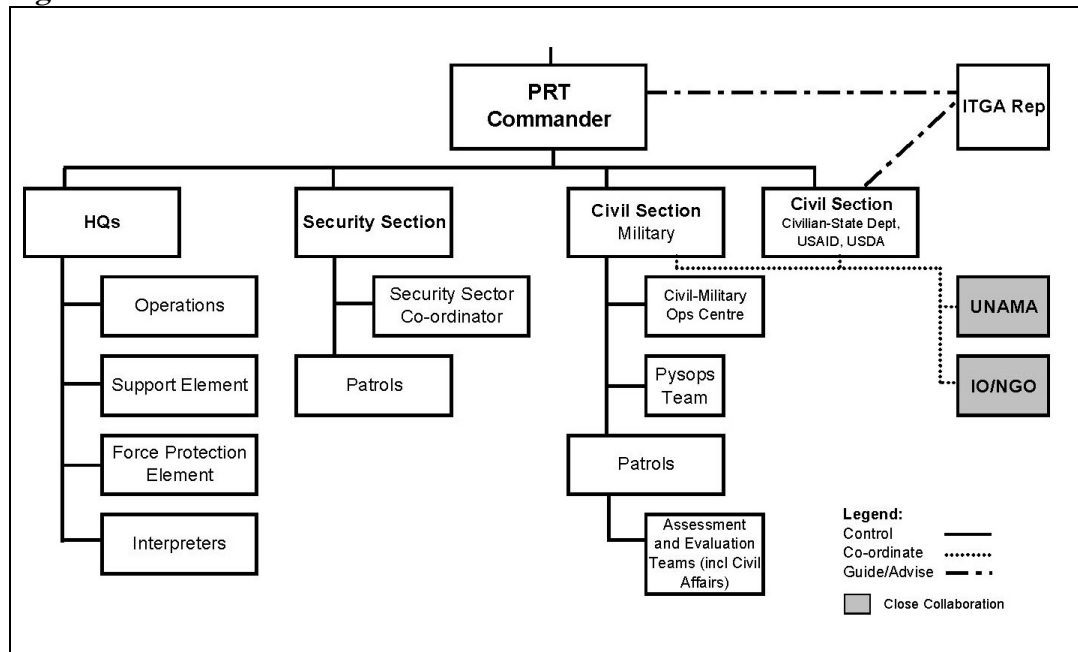 PRT
Commander
ITGA Rep
HQs
Security Section
Civil Section
Military
Civil Section
Civilian-State Dept,
USAID, USDA
Operations
Support Element
Force Protection
Element
Interpreters
Security Sector
Co-ordinator
Patrols
Civil-Military
Ops Centre
Pysops
Team
Patrols
Assessment
and Evaluation
Teams (incl Civil
Affairs)
UNAMA
IO/NGO
Legend:
Control
Co-ordinate
Guide/Advise
Close Collaboration